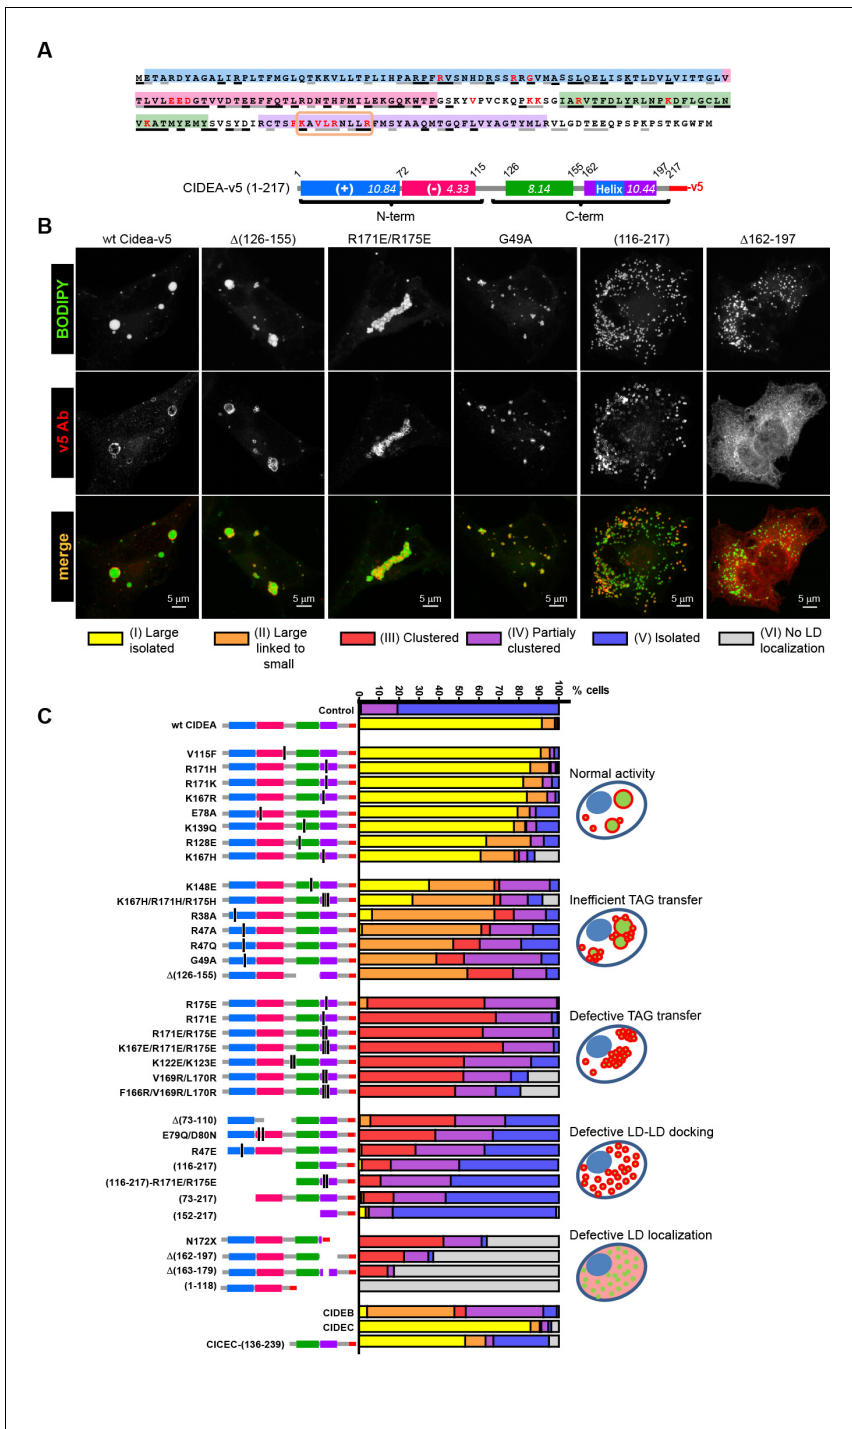 A
METARDYAGALIRPLTFMGLQTKKVLLTPLIHPARPFRVSNHDRSSRRGVMASSLQELISKTLDVLVITTGLV
TLVLEEDGTVVDTEEFFQTLRDNTHFMILEKGQKWTPGSKYVPVCKQPKKSGIARVTFDLYRLNPKDFLGCLN
VKATMYEMYSVSYDIRCTSFKAVLRNLLRFMSYAAQMTGQFLVYAGTYMLRVLGDTEEQPSPKPSTKGWFM
1 72 115 126 155 162 197 217
CIDEA-v5 (1-217) (+) 10.84 (-) 4.33 8.14 Helix 10.44 -v5
N-term C-term
B
wt Cidea-v5 Δ(126-155) R171E/R175E G49A (116-217) Δ162-197
BODIPY
v5 Ab
merge
5 µm 5 µm 5 µm 5 µm 5 µm 5 µm
(I) Large isolated
(II) Large linked to small
(III) Clustered
(IV) Partialy clustered
(V) Isolated
(VI) No LD localization
C
0 10 20 30 40 50 60 70 80 90 100 % cells
Control
wt CIDEA
V115F
R171H
R171K
K167R
E78A
K139Q
R128E
K167H
Normal activity
K148E
K167H/R171H/R175H
R38A
R47A
R47Q
G49A
Δ(126-155)
Inefficient TAG transfer
R175E
R171E
R171E/R175E
K167E/R171E/R175E
K122E/K123E
V169R/L170R
F166R/V169R/L170R
Defective TAG transfer
Δ(73-110)
E79Q/D80N
R47E
(116-217)
(116-217)-R171E/R175E
(73-217)
(152-217)
Defective LD-LD docking
N172X
Δ(162-197)
Δ(163-179)
(1-118)
Defective LD localization
CIDEB
CIDEC
CICEC-(136-239)